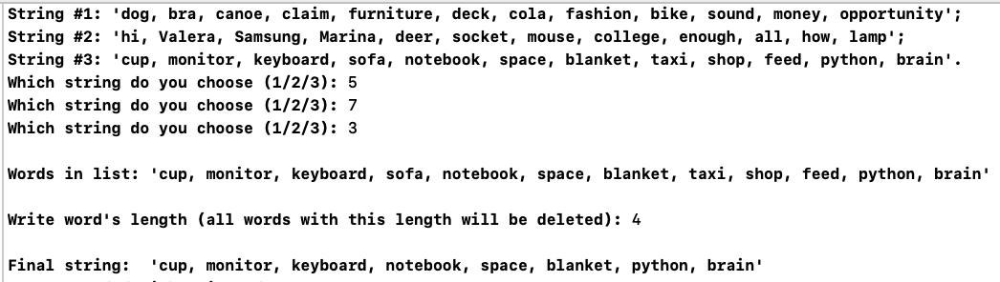 String #1: 'dog, bra, canoe, claim, furniture, deck, cola, fashion, bike, sound, money, opportunity';
String #2: 'hi, Valera, Samsung, Marina, deer, socket, mouse, college, enough, all, how, lamp';
String #3: 'cup, monitor, keyboard, sofa, notebook, space, blanket, taxi, shop, feed, python, brain'.
Which string do you choose (1/2/3): 5
Which string do you choose (1/2/3): 7
Which string do you choose (1/2/3): 3
Words in list: 'cup, monitor, keyboard, sofa, notebook, space, blanket, taxi, shop, feed, python, brain'
Write word's length (all words with this length will be deleted): 4
Final string:  'cup, monitor, keyboard, notebook, space, blanket, python, brain'